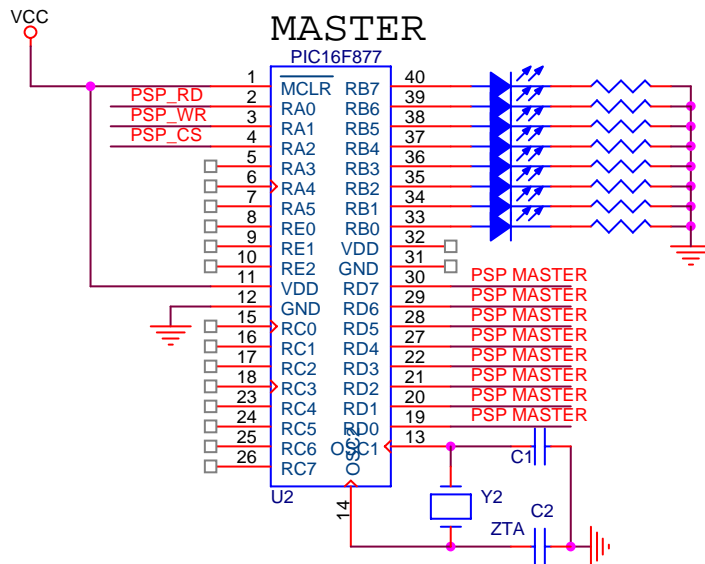 VCC
MASTER
PIC16F877
1 MCLR RB7 40
PSP_RD 2 RA0 RB6 39
PSP_WR 3 RA1 RB5 38
PSP_CS 4 RA2 RB4 37
5 RA3 RB3 36
6 RA4 RB2 35
7 RA5 RB1 34
8 RE0 RB0 33
9 RE1 VDD 32
10 RE2 GND 31
11 VDD RD7 30 PSP MASTER
12 GND RD6 29 PSP MASTER
15 RC0 RD5 28 PSP MASTER
16 RC1 RD4 27 PSP MASTER
17 RC2 RD3 22 PSP MASTER
18 RC3 RD2 21 PSP MASTER
23 RC4 RD1 20 PSP MASTER
24 RC5 RD0 19 PSP MASTER
25 RC6 OSC1 13
26 RC7
OSC2
14
U2
C1
Y2
C2
ZTA